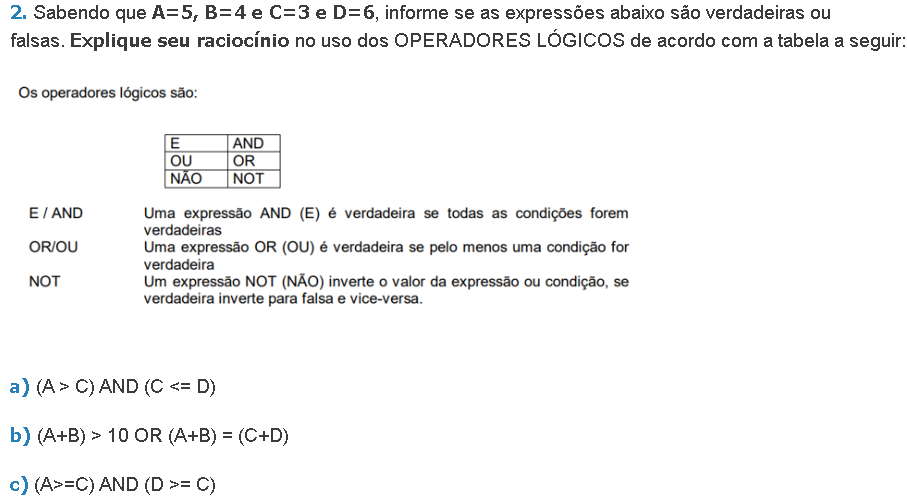 2. Sabendo que A=5, B=4 e C=3 e D=6, informe se as expressões abaixo são verdadeiras ou
falsas. Explique seu raciocínio no uso dos OPERADORES LÓGICOS de acordo com a tabela a seguir:
Os operadores lógicos são:
E AND
OU OR
NÃO NOT
E / AND Uma expressão AND (E) é verdadeira se todas as condições forem
verdadeiras
OR/OU Uma expressão OR (OU) é verdadeira se pelo menos uma condição for
verdadeira
NOT Um expressão NOT (NÃO) inverte o valor da expressão ou condição, se
verdadeira inverte para falsa e vice-versa.
a) (A > C) AND (C <= D)
b) (A+B) > 10 OR (A+B) = (C+D)
c) (A>=C) AND (D >= C)